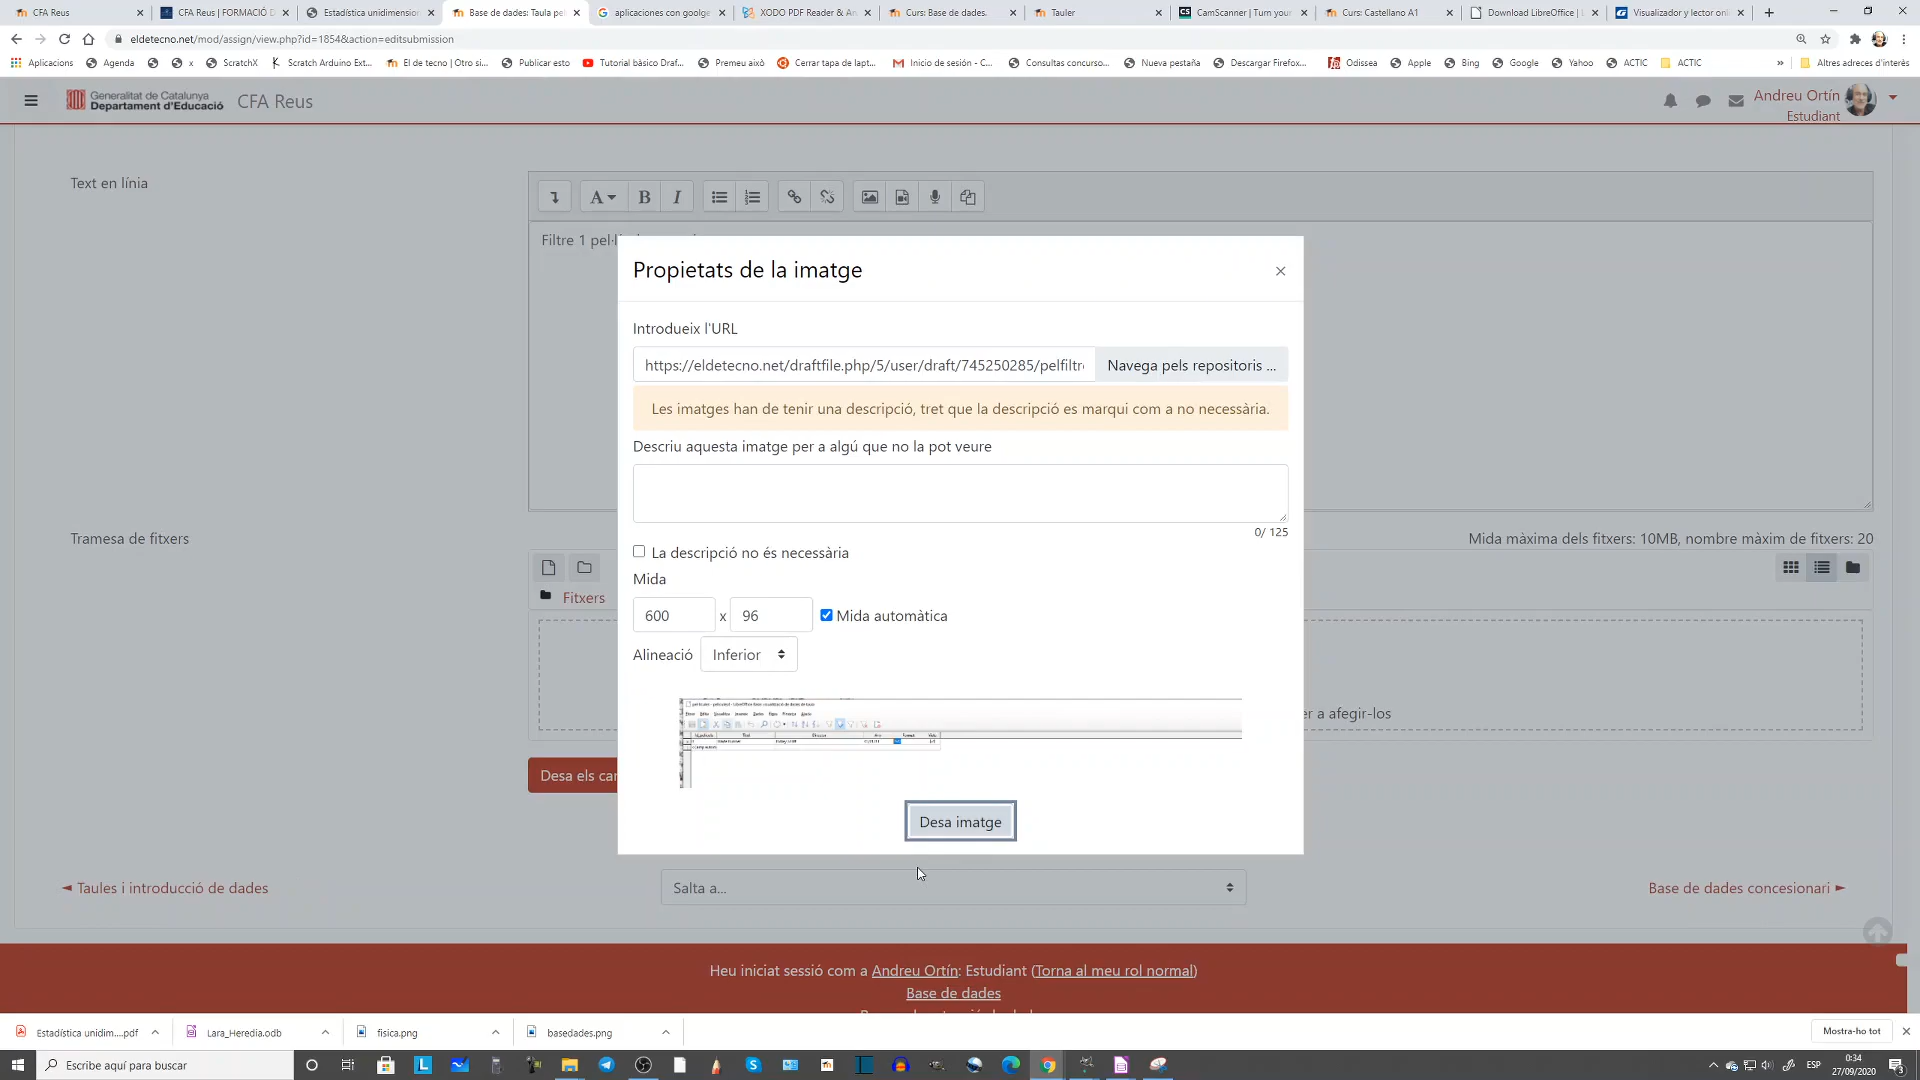 CFA Reus
CFA Reus | FORMACIÓ D
Estadística unidimension
Base de dades: Taula pel
aplicaciones con goolge
XODO PDF Reader & An
Curs: Base de dades.
Tauler
CamScanner | Turn your
Curs: Castellano A1
Download LibreOffice | L
Visualizador y lector onl
eldetecno.net/mod/assign/view.php?id=1854&action=editsubmission
Aplicacions
Agenda
x
ScratchX
Scratch Arduino Ext...
El de tecno | Otro si...
Publicar esto
Tutorial bàsico Draf...
Premeu això
Cerrar tapa de lapt...
Inicio de sesión - C...
Consultas concurso...
Nueva pestaña
Descargar Firefox...
Odissea
Apple
Bing
Google
Yahoo
ACTIC
ACTIC
»
Altres adreces d'interès
Generalitat de Catalunya
Departament d'Educació
CFA Reus
Andreu Ortín
Estudiant
Text en línia
A B I
Filtre 1 pel·l
Propietats de la imatge
×
Introdueix l'URL
https://eldetecno.net/draftfile.php/5/user/draft/745250285/pelfiltr
Navega pels repositoris ...
Les imatges han de tenir una descripció, tret que la descripció es marqui com a no necessària.
Descriu aquesta imatge per a algú que no la pot veure
0/ 125
La descripció no és necessària
Mida
600 x 96 Mida automàtica
Alineació Inferior
Desa imatge
Tramesa de fitxers
Mida màxima dels fitxers: 10MB, nombre màxim de fitxers: 20
Fitxers
er a afegir-los
Desa els can
◄ Taules i introducció de dades
Salta a...
Base de dades concesionari ►
Heu iniciat sessió com a Andreu Ortín: Estudiant (Torna al meu rol normal)
Base de dades
Estadística unidim....pdf
Lara_Heredia.odb
fisica.png
basedades.png
Mostra-ho tot
Escribe aquí para buscar
ESP
0:34
27/09/2020
3